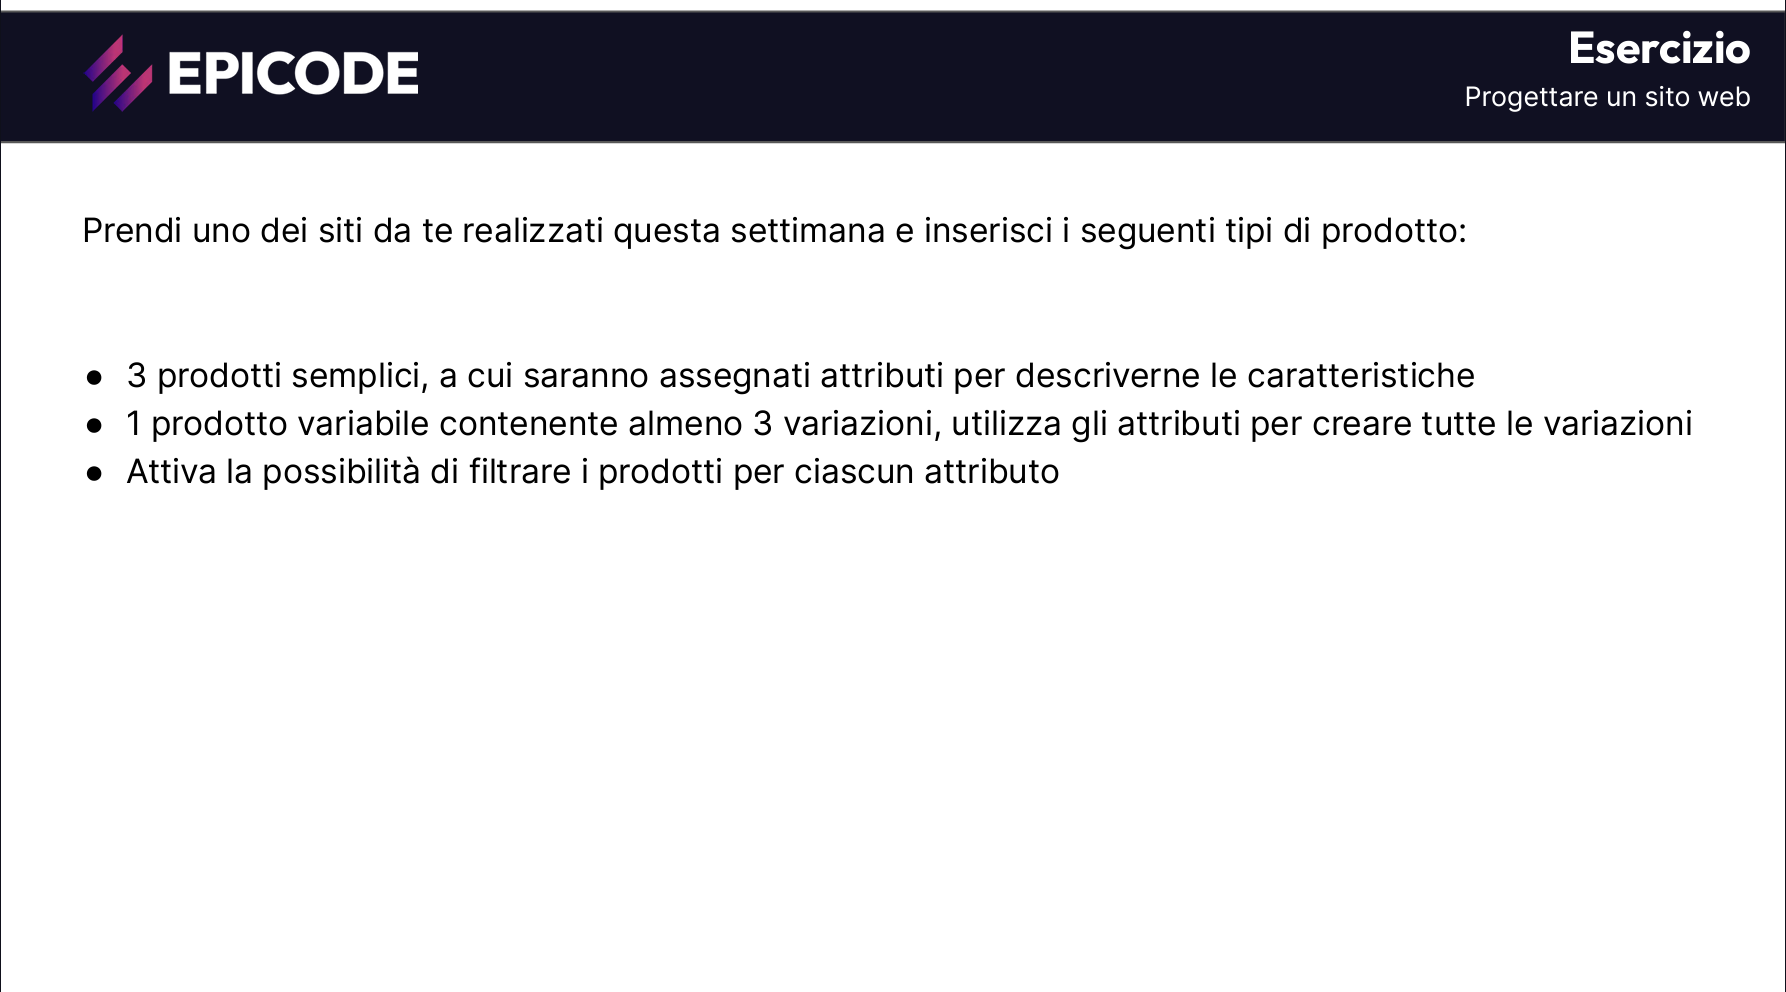 EPICODE
Esercizio
Progettare un sito web
Prendi uno dei siti da te realizzati questa settimana e inserisci i seguenti tipi di prodotto:
● 3 prodotti semplici, a cui saranno assegnati attributi per descriverne le caratteristiche
● 1 prodotto variabile contenente almeno 3 variazioni, utilizza gli attributi per creare tutte le variazioni
● Attiva la possibilità di filtrare i prodotti per ciascun attributo